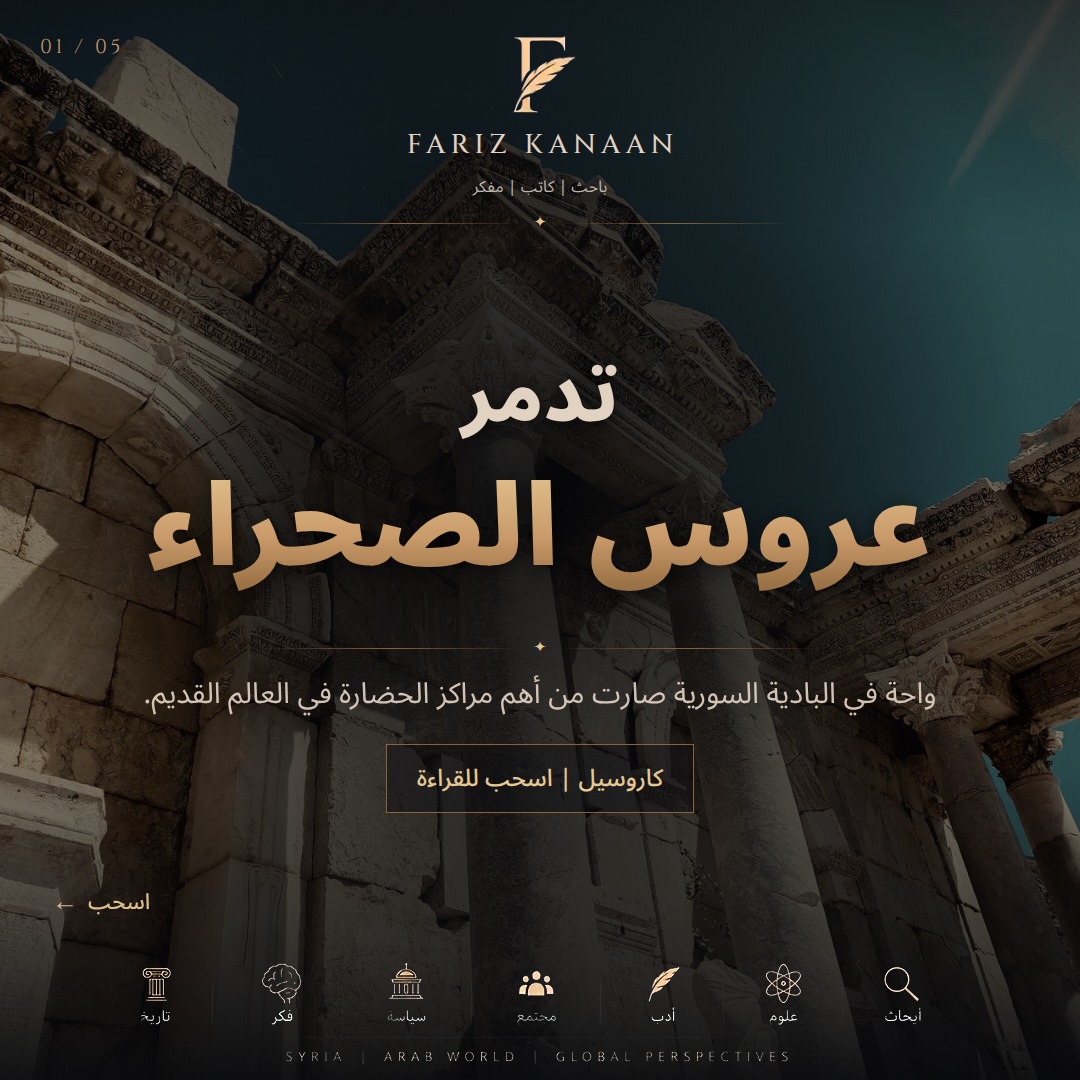 01 / 05
FARIZ KANAAN
باحث | كاتب | مفكر
تدمر
عروس الصحراء
واحة في البادية السورية صارت من أهم مراكز الحضارة في العالم القديم.
كاروسيل | اسحب للقراءة
اسحب ←
أبحاث
علوم
أدب
مجتمع
سياسة
فكر
تاريخ
SYRIA | ARAB WORLD | GLOBAL PERSPECTIVES